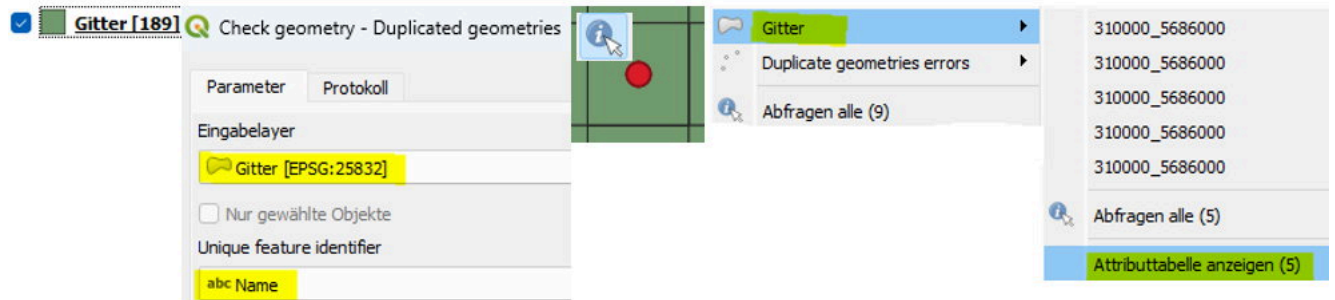 Gitter [189]
Check geometry - Duplicated geometries
Parameter Protokoll
Eingabelayer
Gitter [EPSG:25832]
Nur gewählte Objekte
Unique feature identifier
abc Name
Gitter
Duplicate geometries errors
Abfragen alle (9)
310000_5686000
310000_5686000
310000_5686000
310000_5686000
310000_5686000
Abfragen alle (5)
Attributtabelle anzeigen (5)